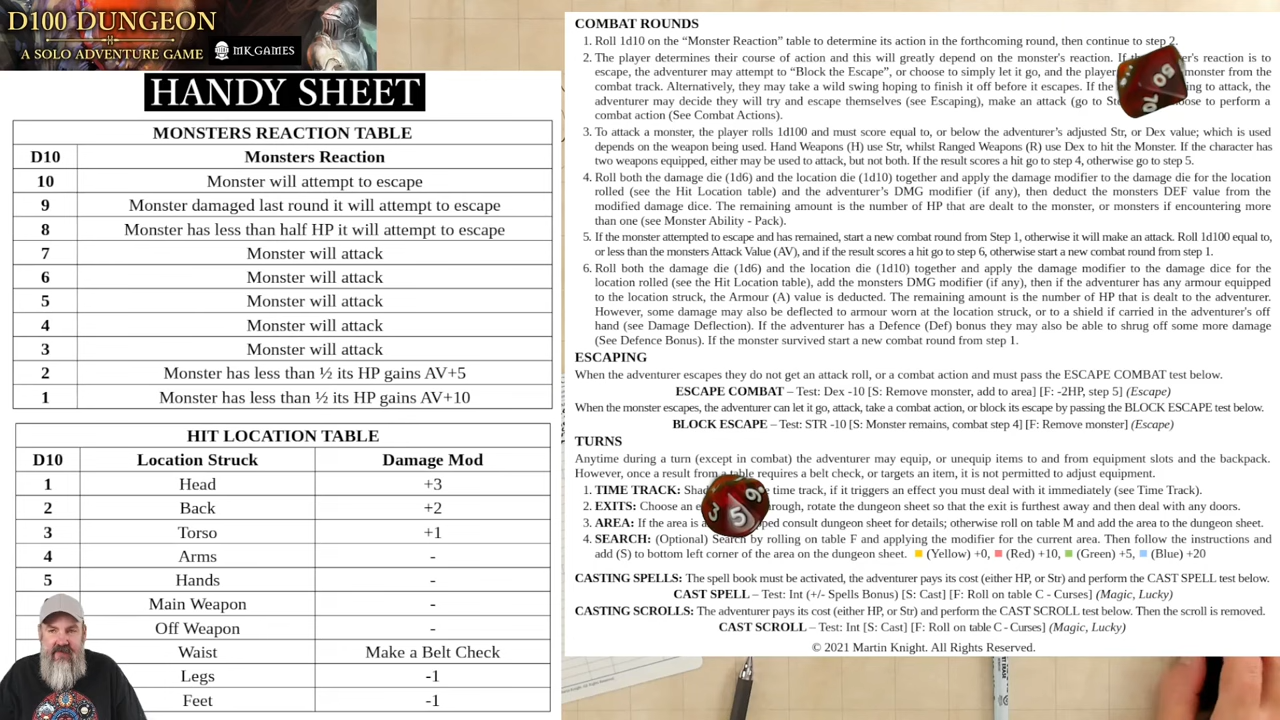 D100 DUNGEON
A SOLO ADVENTURE GAME
MK GAMES
HANDY SHEET
MONSTERS REACTION TABLE
D10 Monsters Reaction
10 Monster will attempt to escape
9 Monster damaged last round it will attempt to escape
8 Monster has less than half HP it will attempt to escape
7 Monster will attack
6 Monster will attack
5 Monster will attack
4 Monster will attack
3 Monster will attack
2 Monster has less than ½ its HP gains AV+5
1 Monster has less than ½ its HP gains AV+10
HIT LOCATION TABLE
D10 Location Struck Damage Mod
1 Head +3
2 Back +2
3 Torso +1
4 Arms -
5 Hands -
Main Weapon -
Off Weapon -
Waist Make a Belt Check
Legs -1
Feet -1
COMBAT ROUNDS
1. Roll 1d10 on the “Monster Reaction” table to determine its action in the forthcoming round, then continue to step 2.
2. The player determines their course of action and this will greatly depend on the monster's reaction. If er's reaction is to
escape, the adventurer may attempt to “Block the Escape”, or choose to simply let it go, and the player monster from the
combat track. Alternatively, they may take a wild swing hoping to finish it off before it escapes. If the ing to attack, the
adventurer may decide they will try and escape themselves (see Escaping), make an attack (go to to perform a
combat action (See Combat Actions).
3. To attack a monster, the player rolls 1d100 and must score equal to, or below the adventurer’s adjusted Str, or Dex value; which is used
depends on the weapon being used. Hand Weapons (H) use Str, whilst Ranged Weapons (R) use Dex to hit the Monster. If the character has
two weapons equipped, either may be used to attack, but not both. If the result scores a hit go to step 4, otherwise go to step 5.
4. Roll both the damage die (1d6) and the location die (1d10) together and apply the damage modifier to the damage die for the location
rolled (see the Hit Location table) and the adventurer’s DMG modifier (if any), then deduct the monsters DEF value from the
modified damage dice. The remaining amount is the number of HP that are dealt to the monster, or monsters if encountering more
than one (see Monster Ability - Pack).
5. If the monster attempted to escape and has remained, start a new combat round from Step 1, otherwise it will make an attack. Roll 1d100 equal to,
or less than the monsters Attack Value (AV), and if the result scores a hit go to step 6, otherwise start a new combat round from step 1.
6. Roll both the damage die (1d6) and the location die (1d10) together and apply the damage modifier to the damage dice for the
location rolled (see the Hit Location table), add the monsters DMG modifier (if any), then if the adventurer has any armour equipped
to the location struck, the Armour (A) value is deducted. The remaining amount is the number of HP that is dealt to the adventurer.
However, some damage may also be deflected to armour worn at the location struck, or to a shield if carried in the adventurer's off
hand (see Damage Deflection). If the adventurer has a Defence (Def) bonus they may also be able to shrug off some more damage
(See Defence Bonus). If the monster survived start a new combat round from step 1.
ESCAPING
When the adventurer escapes they do not get an attack roll, or a combat action and must pass the ESCAPE COMBAT test below.
ESCAPE COMBAT – Test: Dex -10 [S: Remove monster, add to area] [F: -2HP, step 5] (Escape)
When the monster escapes, the adventurer can let it go, attack, take a combat action, or block its escape by passing the BLOCK ESCAPE test below.
BLOCK ESCAPE – Test: STR -10 [S: Monster remains, combat step 4] [F: Remove monster] (Escape)
TURNS
Anytime during a turn (except in combat) the adventurer may equip, or unequip items to and from equipment slots and the backpack.
However, once a result from a table requires a belt check, or targets an item, it is not permitted to adjust equipment.
1. TIME TRACK: time track, if it triggers an effect you must deal with it immediately (see Time Track).
2. EXITS: Choose an rough, rotate the dungeon sheet so that the exit is furthest away and then deal with any doors.
3. AREA: If the area is pped consult dungeon sheet for details; otherwise roll on table M and add the area to the dungeon sheet.
4. SEARCH: (Optional) Search by rolling on table F and applying the modifier for the current area. Then follow the instructions and
add (S) to bottom left corner of the area on the dungeon sheet. (Yellow) +0, (Red) +10, (Green) +5, (Blue) +20
CASTING SPELLS: The spell book must be activated, the adventurer pays its cost (either HP, or Str) and perform the CAST SPELL test below.
CAST SPELL – Test: Int (+/- Spells Bonus) [S: Cast] [F: Roll on table C - Curses] (Magic, Lucky)
CASTING SCROLLS: The adventurer pays its cost (either HP, or Str) and perform the CAST SCROLL test below. Then the scroll is removed.
CAST SCROLL – Test: Int [S: Cast] [F: Roll on table C - Curses] (Magic, Lucky)
© 2021 Martin Knight. All Rights Reserved.
50
10
3 5 9